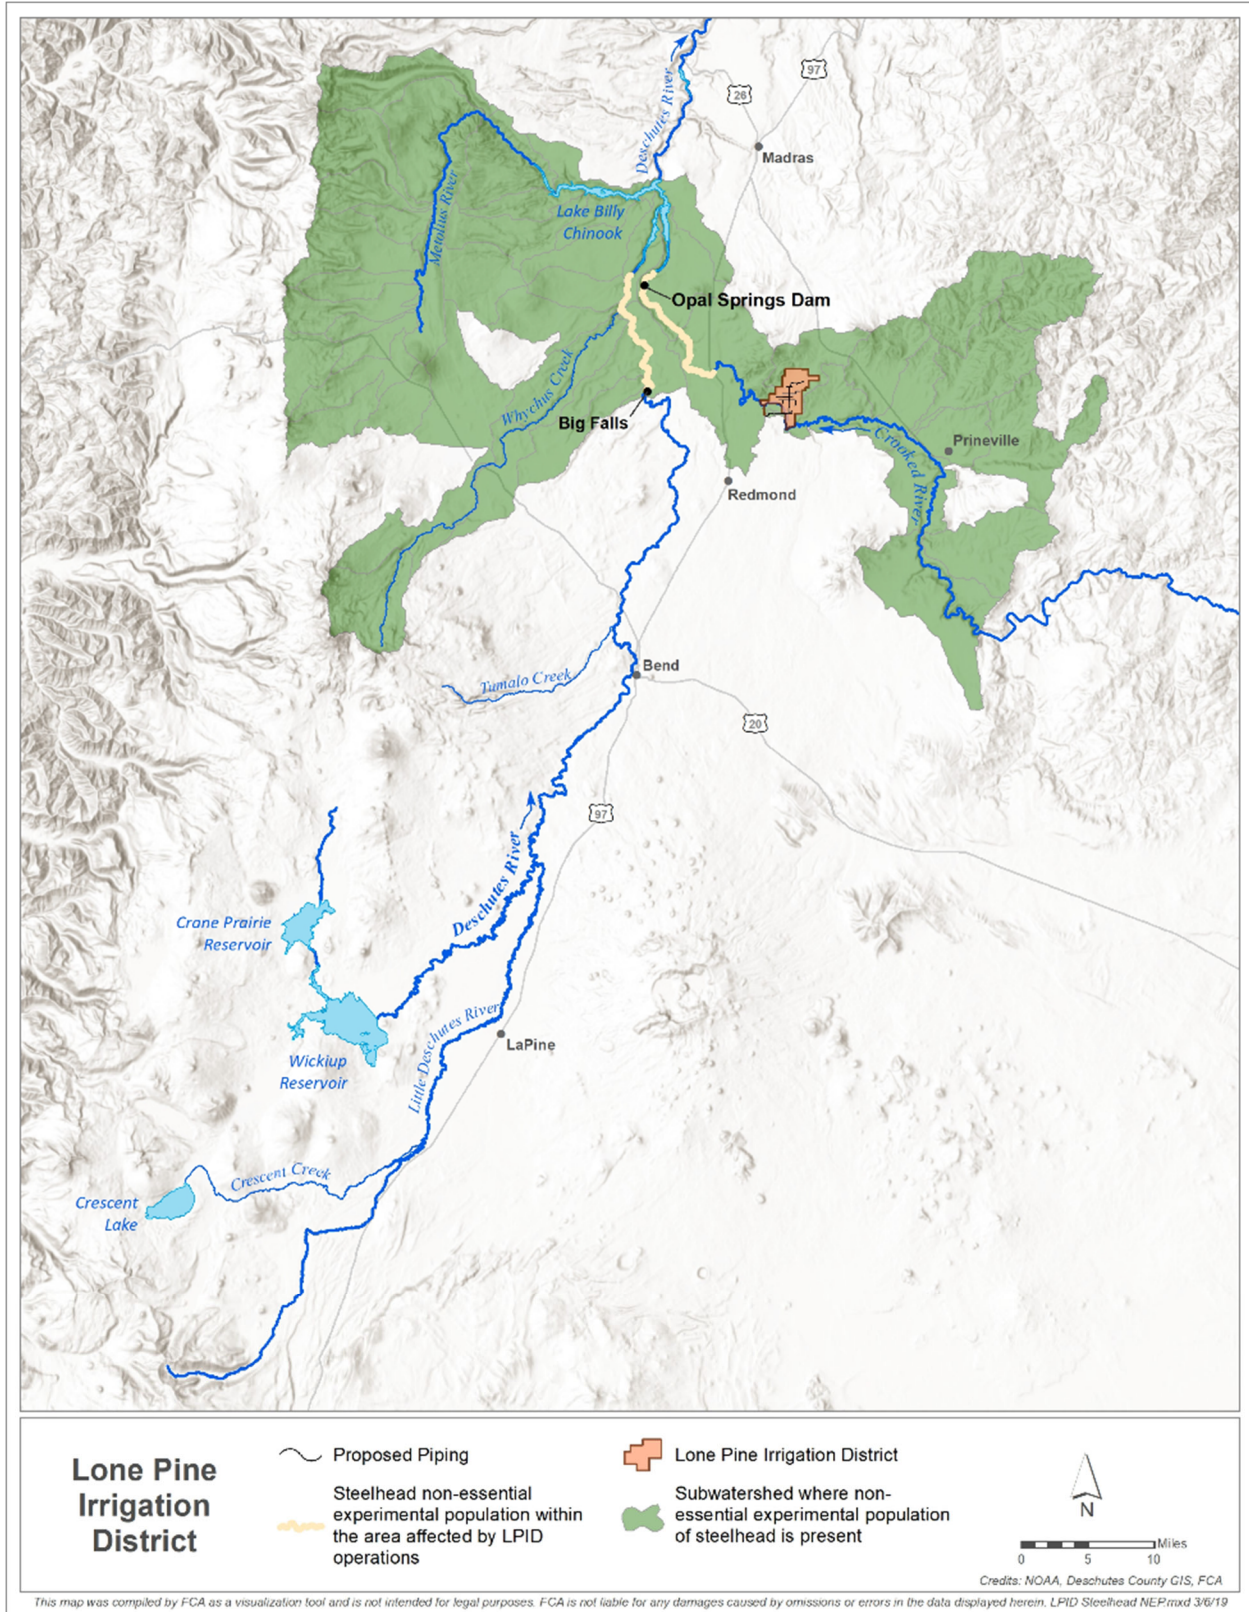 97
26
Deschutes River
Madras
Metolius River
Lake Billy
Chinook
Opal Springs Dam
Whychus Creek
Big Falls
Crooked River
Prineville
Redmond
Bend
Tumalo Creek
20
97
Deschutes River
Crane Prairie
Reservoir
Little Deschutes River
LaPine
Wickiup
Reservoir
Crescent Creek
Crescent
Lake
Lone Pine
Irrigation
District
Proposed Piping
Steelhead non-essential
experimental population within
the area affected by LPID
operations
Lone Pine Irrigation District
Subwatershed where non-
essential experimental population
of steelhead is present
N
Miles
0 5 10
Credits: NOAA, Deschutes County GIS, FCA
This map was compiled by FCA as a visualization tool and is not intended for legal purposes. FCA is not liable for any damages caused by omissions or errors in the data displayed herein. LPID Steelhead NEP.mxd 3/6/19